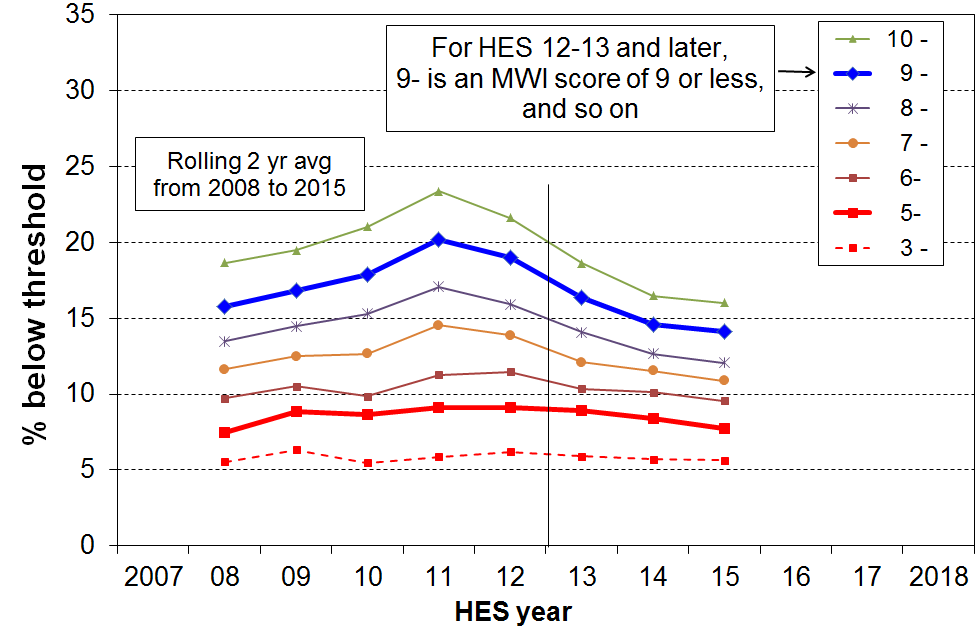 35
30
25
20
15
10
5
0
% below threshold
For HES 12-13 and later,
9- is an MWI score of 9 or less,
and so on
Rolling 2 yr avg
from 2008 to 2015
10 -
9 -
8 -
7 -
6-
5-
3 -
2007 08 09 10 11 12 13 14 15 16 17 2018
HES year